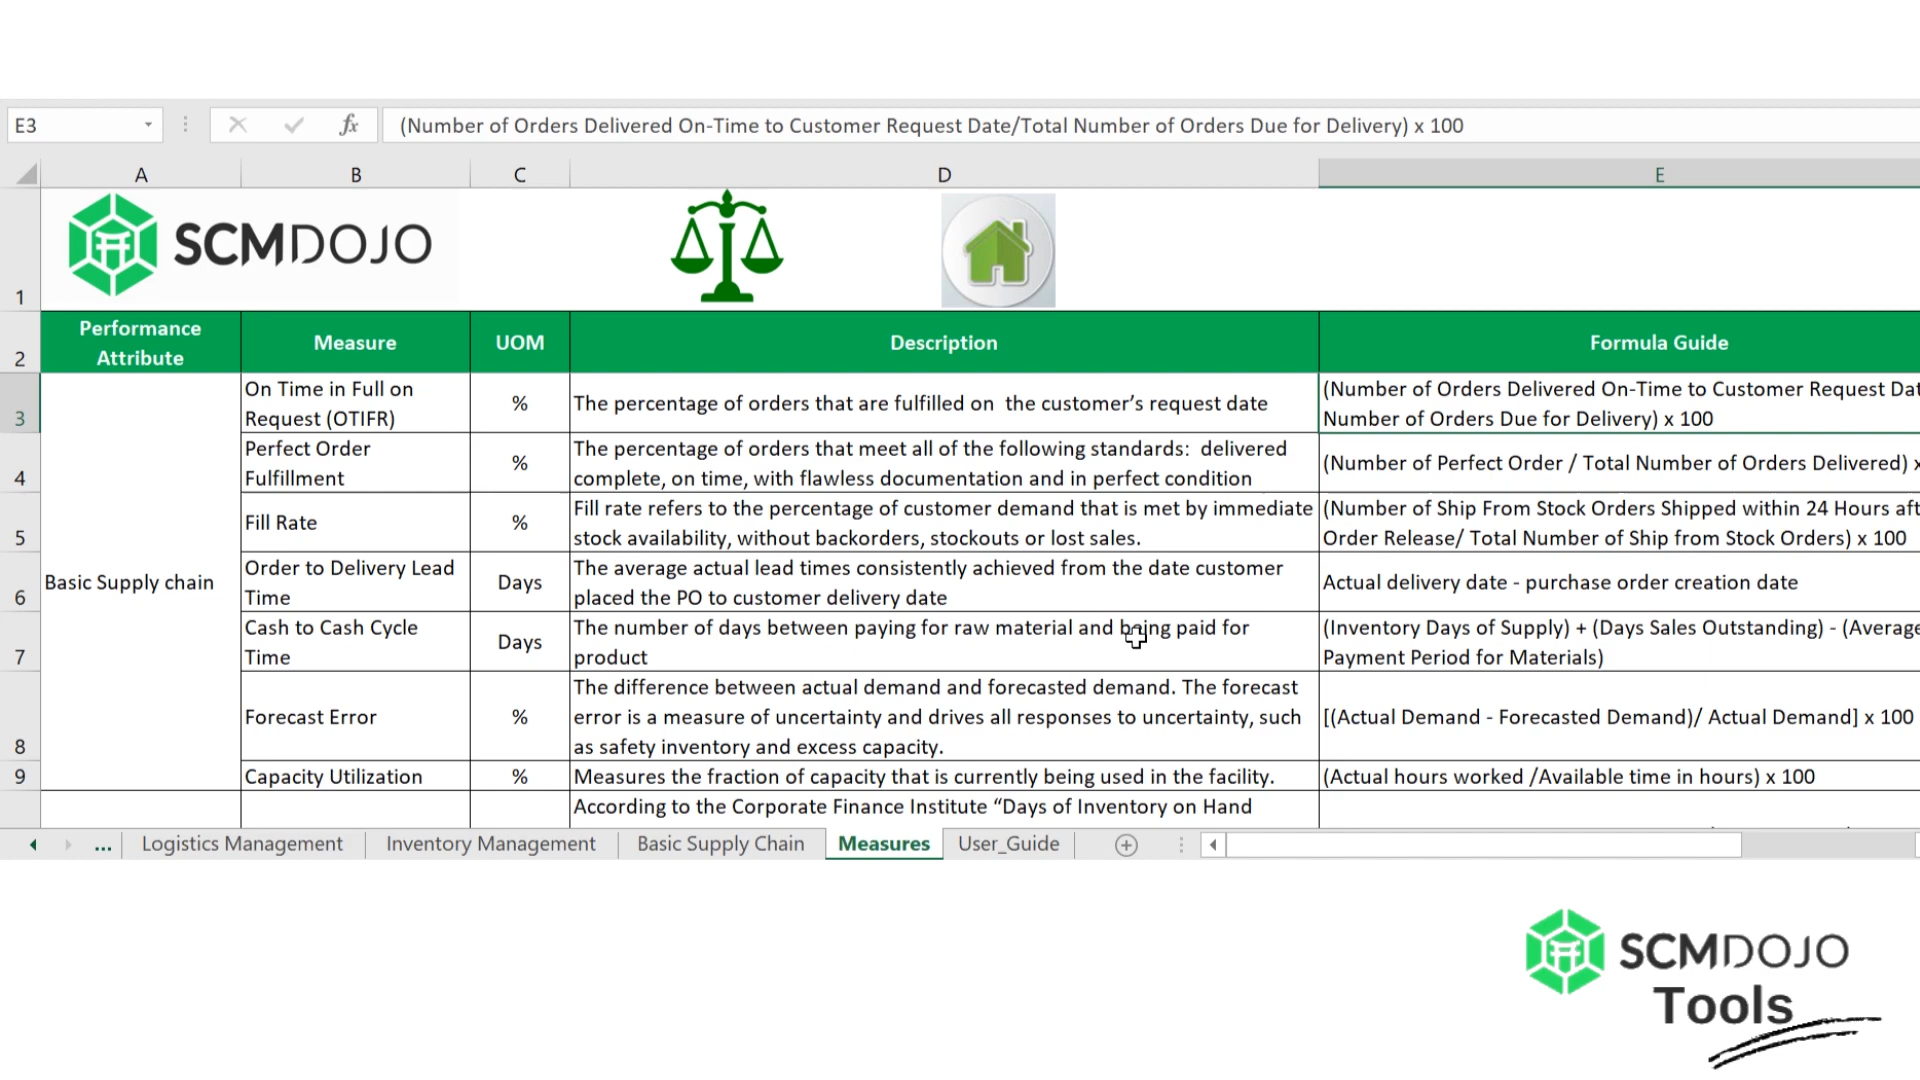 E3
fx
(Number of Orders Delivered On-Time to Customer Request Date/Total Number of Orders Due for Delivery) x 100
A B C D E
SCMDOJO
1
2
Performance
Attribute
Measure
UOM
Description
Formula Guide
3
On Time in Full on
Request (OTIFR)
%
The percentage of orders that are fulfilled on  the customer’s request date
(Number of Orders Delivered On-Time to Customer Request Dat
Number of Orders Due for Delivery) x 100
4
Perfect Order
Fulfillment
%
The percentage of orders that meet all of the following standards:  delivered
complete, on time, with flawless documentation and in perfect condition
(Number of Perfect Order / Total Number of Orders Delivered) x
5
Fill Rate
%
Fill rate refers to the percentage of customer demand that is met by immediate
stock availability, without backorders, stockouts or lost sales.
(Number of Ship From Stock Orders Shipped within 24 Hours aft
Order Release/ Total Number of Ship from Stock Orders) x 100
Basic Supply chain
6
Order to Delivery Lead
Time
Days
The average actual lead times consistently achieved from the date customer
placed the PO to customer delivery date
Actual delivery date - purchase order creation date
7
Cash to Cash Cycle
Time
Days
The number of days between paying for raw material and being paid for
product
(Inventory Days of Supply) + (Days Sales Outstanding) - (Average
Payment Period for Materials)
8
Forecast Error
%
The difference between actual demand and forecasted demand. The forecast
error is a measure of uncertainty and drives all responses to uncertainty, such
as safety inventory and excess capacity.
[(Actual Demand - Forecasted Demand)/ Actual Demand] x 100
9
Capacity Utilization
%
Measures the fraction of capacity that is currently being used in the facility.
(Actual hours worked /Available time in hours) x 100
According to the Corporate Finance Institute “Days of Inventory on Hand
... Logistics Management Inventory Management Basic Supply Chain Measures User_Guide
SCMDOJO
Tools